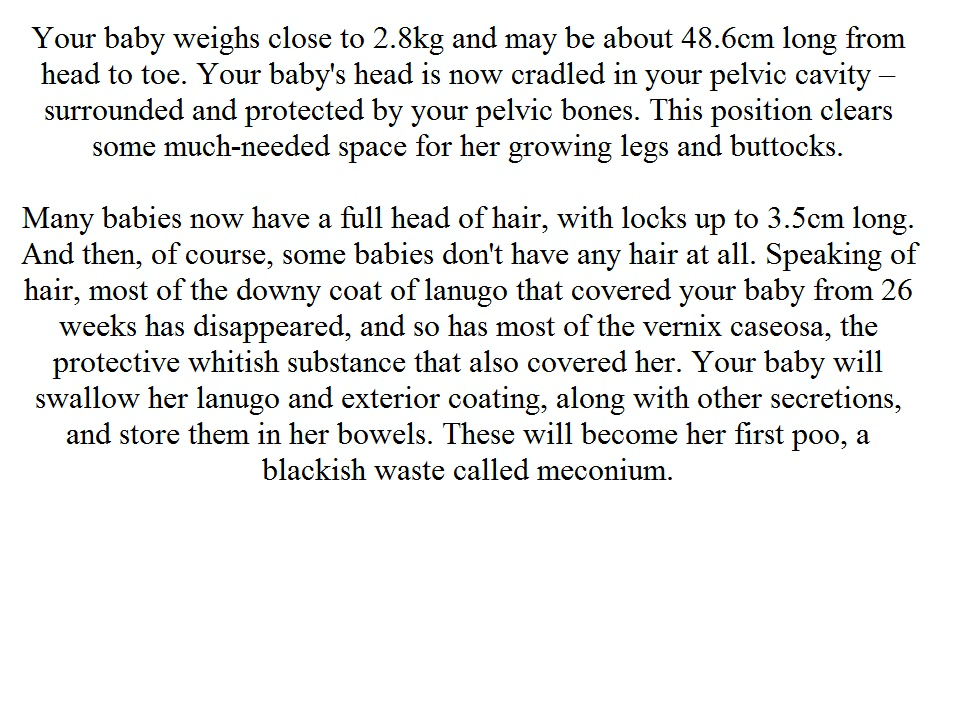 Your baby weighs close to 2.8kg and may be about 48.6cm long from
head to toe. Your baby's head is now cradled in your pelvic cavity –
surrounded and protected by your pelvic bones. This position clears
some much-needed space for her growing legs and buttocks.
Many babies now have a full head of hair, with locks up to 3.5cm long.
And then, of course, some babies don't have any hair at all. Speaking of
hair, most of the downy coat of lanugo that covered your baby from 26
weeks has disappeared, and so has most of the vernix caseosa, the
protective whitish substance that also covered her. Your baby will
swallow her lanugo and exterior coating, along with other secretions,
and store them in her bowels. These will become her first poo, a
blackish waste called meconium.